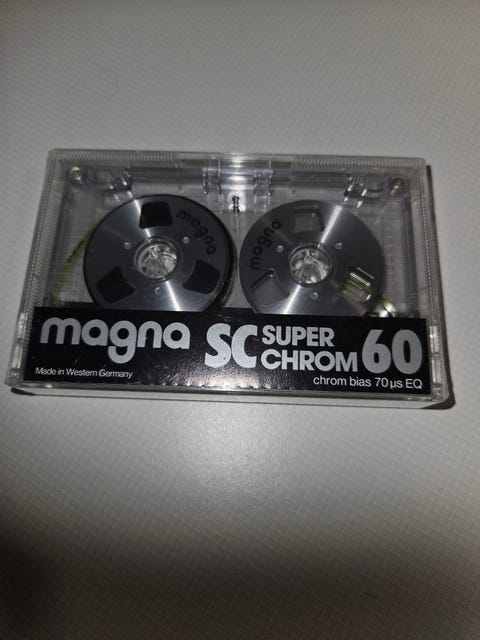 magna
magna
magna SC SUPER CHROM 60
Made in Western Germany
chrom bias 70 µs EQ